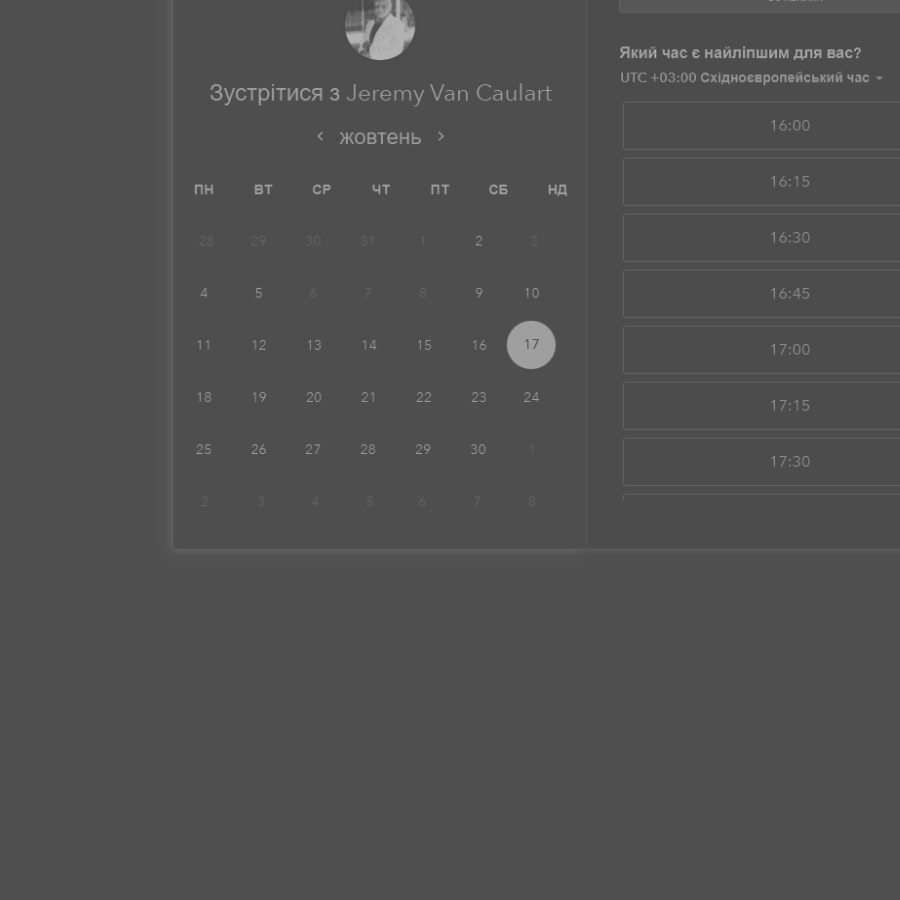 Зустрітися з Jeremy Van Caulart
жовтень
ПН ВТ СР ЧТ ПТ СБ НД
28 29 30 31 1 2 3
4 5 6 7 8 9 10
11 12 13 14 15 16 17
18 19 20 21 22 23 24
25 26 27 28 29 30 1
2 3 4 5 6 7 8
Який час є найліпшим для вас?
UTC +03:00 Східноєвропейський час
16:00
16:15
16:30
16:45
17:00
17:15
17:30